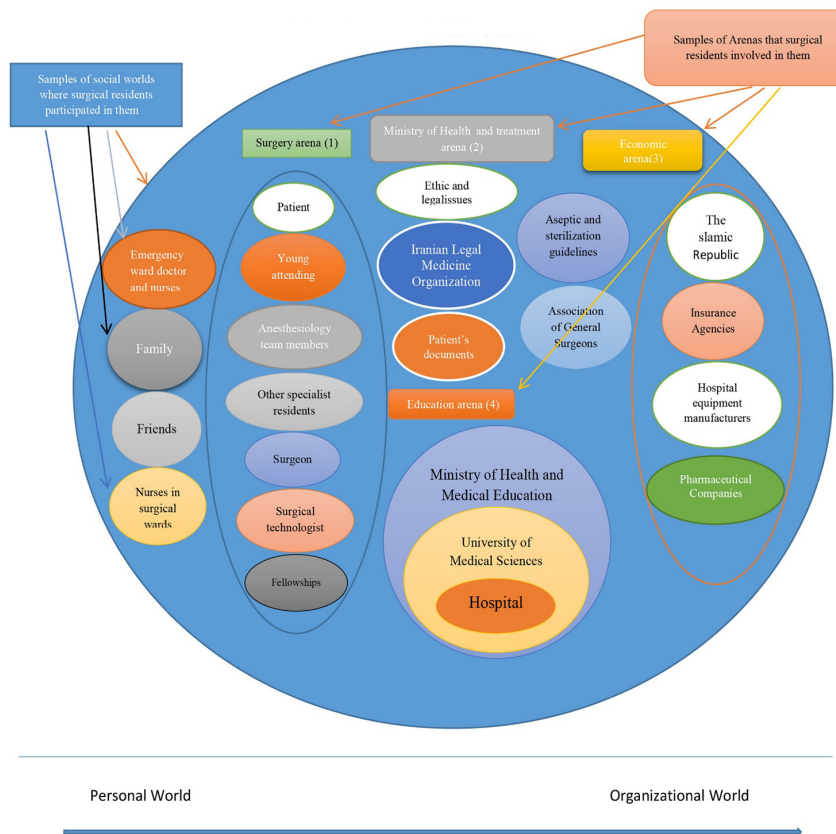 Samples of social worlds
where surgical residents
participated in them
Samples of Arenas that surgical
residents involved in them
Surgery arena (1)
Ministry of Health and treatment
arena (2)
Economic
arena(3)
Patient
Young
attending
Anesthesiology
team members
Other specialist
residents
Surgeon
Surgical
technologist
Fellowships
Emergency
ward doctor
and nurses
Family
Friends
Nurses in
surgical
wards
Ethic and
legalissues
Iranian Legal
Medicine
Organization
Patient's
documents
Aseptic and
sterilization
guidelines
Association
of General
Surgeons
Education arena (4)
Ministry of Health and
Medical Education
University of
Medical Sciences
Hospital
The
slamic
Republic
Insurance
Agencies
Hospital
equipment
manufacturers
Pharmaceutical
Companies
Personal World
Organizational World